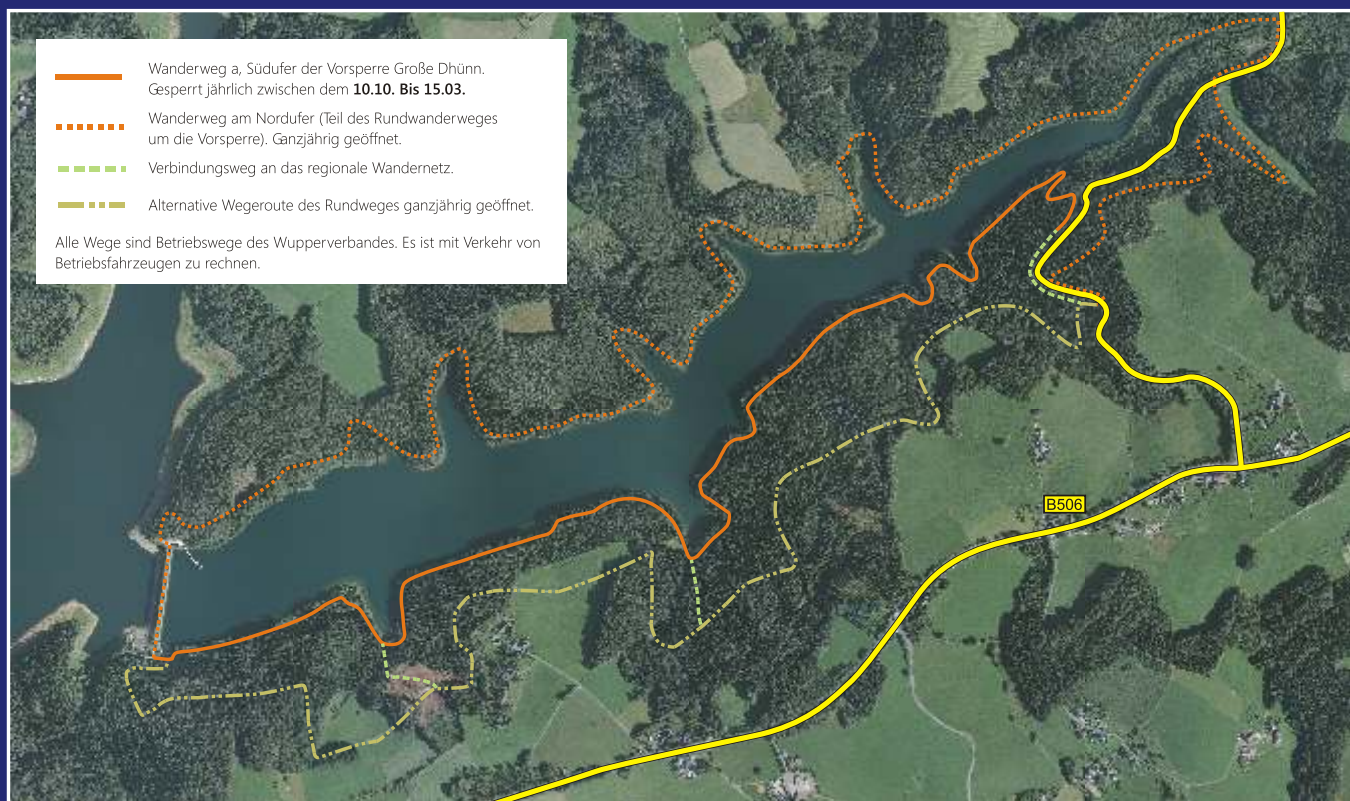 Wanderweg a, Südufer der Vorsperre Große Dhünn.
Gesperrt jährlich zwischen dem 10.10. Bis 15.03.
Wanderweg am Nordufer (Teil des Rundwanderweges
um die Vorsperre). Ganzjährig geöffnet.
Verbindungsweg an das regionale Wandernetz.
Alternative Wegeroute des Rundweges ganzjährig geöffnet.
Alle Wege sind Betriebswege des Wupperverbandes. Es ist mit Verkehr von
Betriebsfahrzeugen zu rechnen.
B506